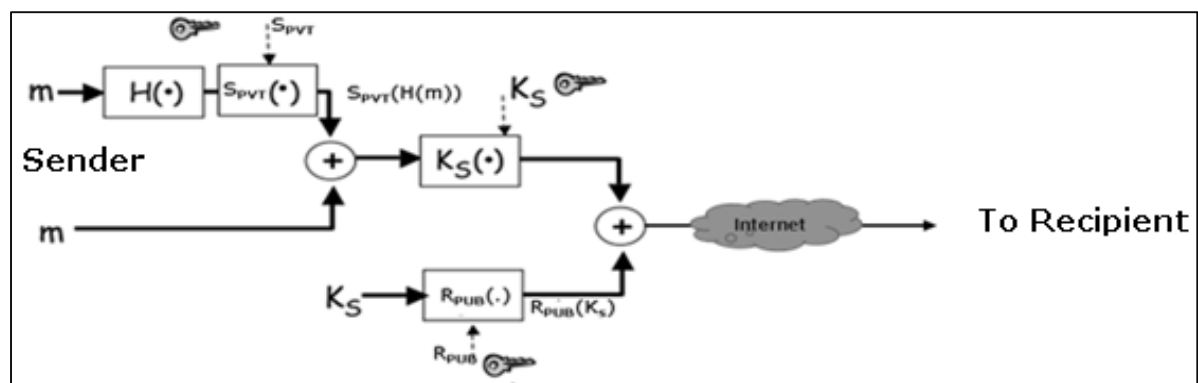 S_PVT
m H(•) S_PVT(•) S_PVT(H(m)) K_S
Sender + K_S(•)
m + Internet To Recipient
K_S R_PUB(.) R_PUB(K_s)
R_PUB